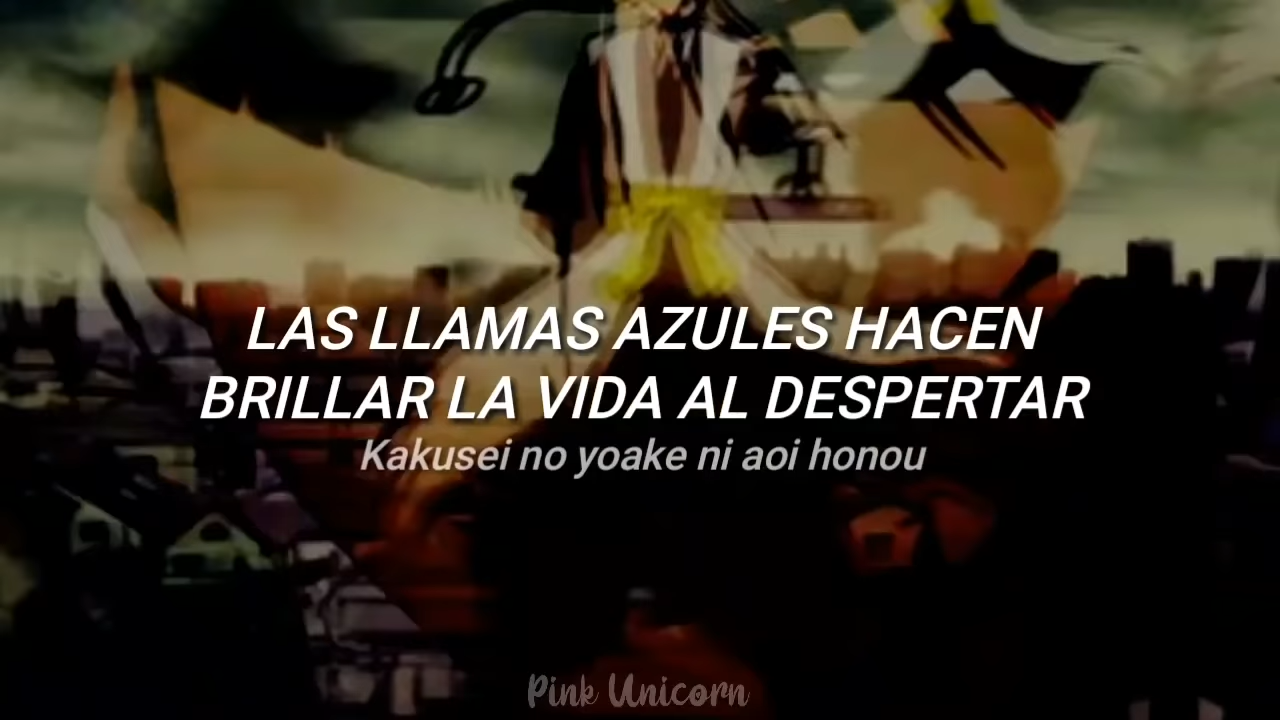 LAS LLAMAS AZULES HACEN
BRILLAR LA VIDA AL DESPERTAR
Kakusei no yoake ni aoi honou
Pink Unicorn